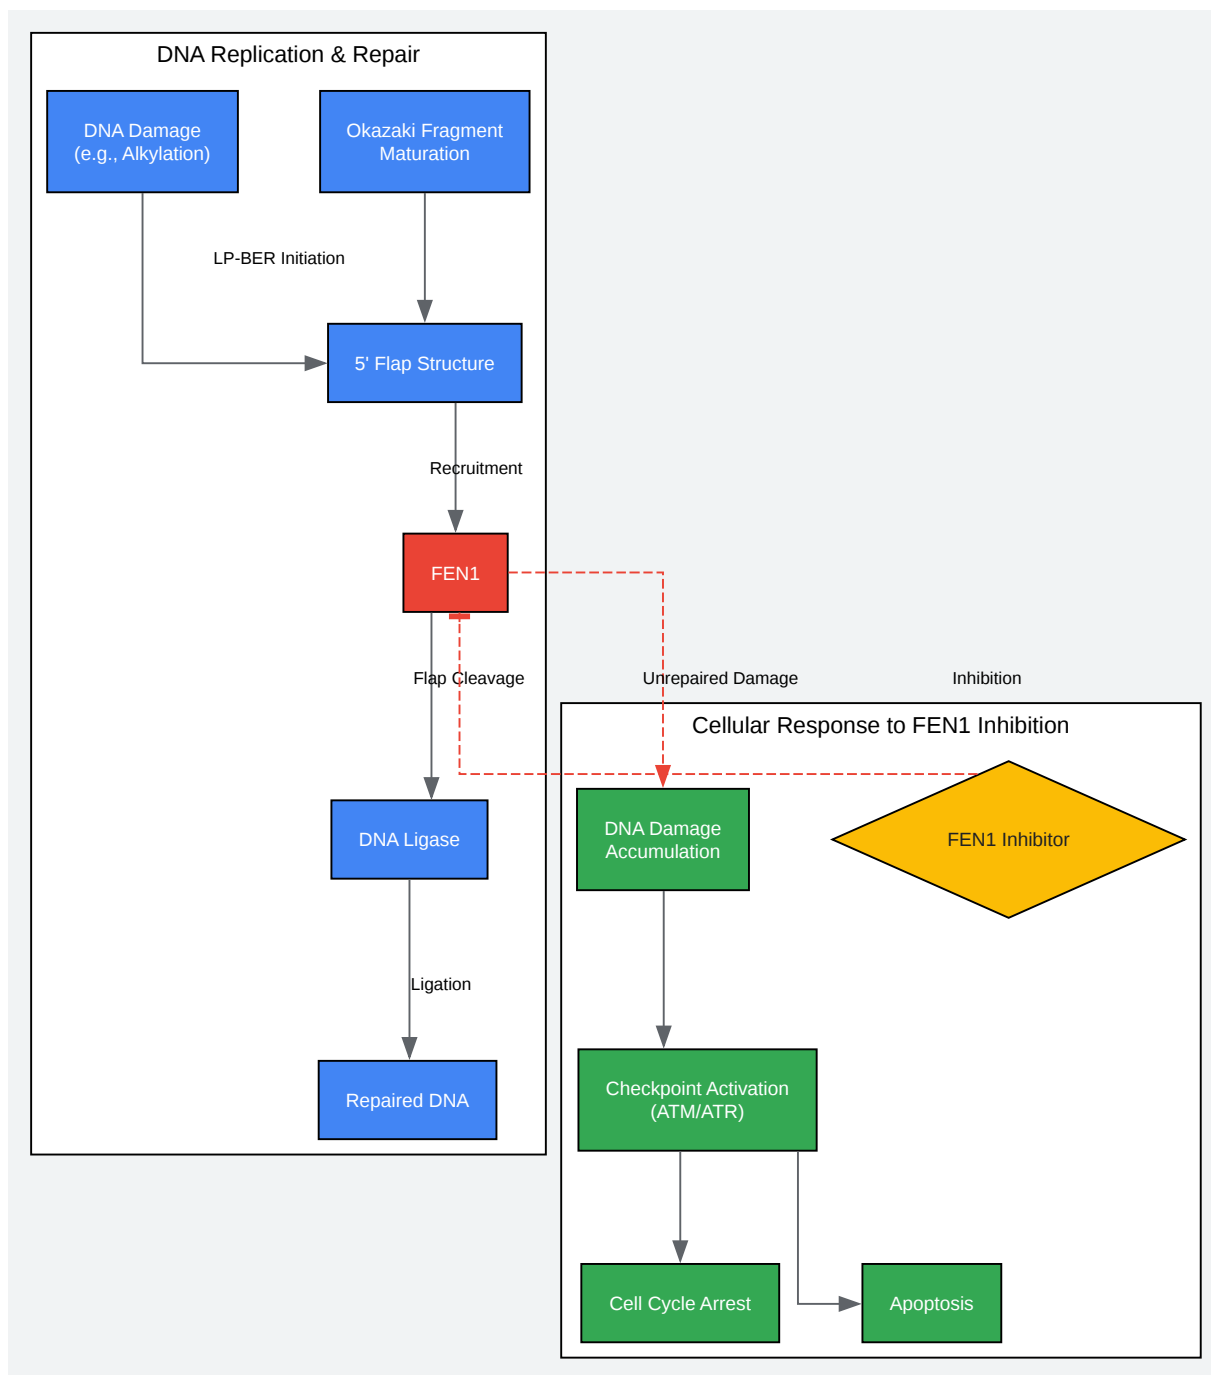 DNA Replication & Repair
DNA Damage
(e.g., Alkylation)
Okazaki Fragment
Maturation
LP-BER Initiation
5' Flap Structure
Recruitment
FEN1
Flap Cleavage
Unrepaired Damage
Inhibition
Cellular Response to FEN1 Inhibition
DNA Ligase
DNA Damage
Accumulation
FEN1 Inhibitor
Ligation
Repaired DNA
Checkpoint Activation
(ATM/ATR)
Cell Cycle Arrest
Apoptosis